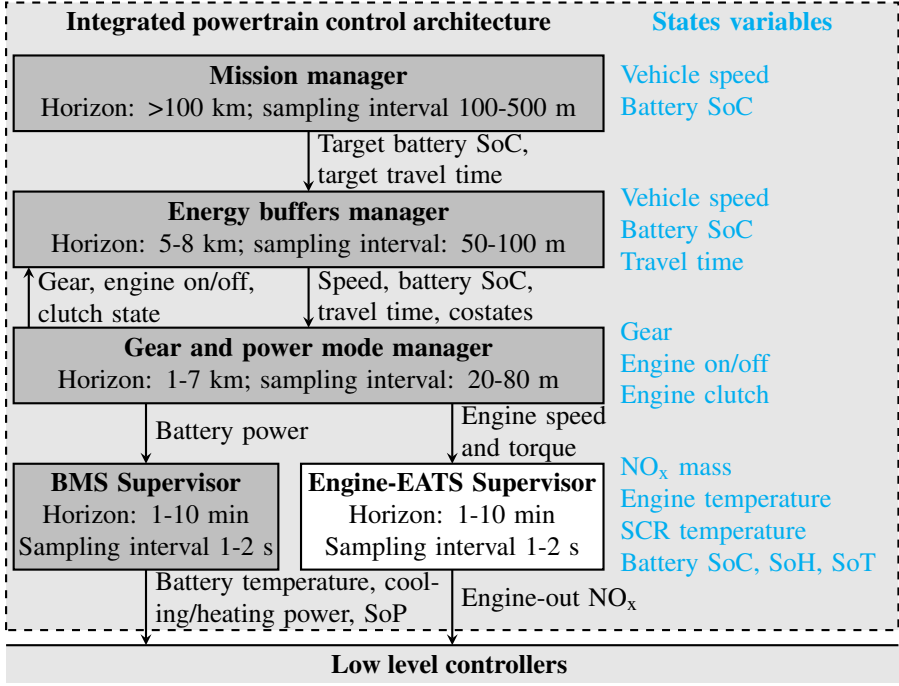 Integrated powertrain control architecture
States variables
Mission manager
Horizon: >100 km; sampling interval 100-500 m
Vehicle speed
Battery SoC
Target battery SoC,
target travel time
Energy buffers manager
Horizon: 5-8 km; sampling interval: 50-100 m
Vehicle speed
Battery SoC
Travel time
Gear, engine on/off,
clutch state
Speed, battery SoC,
travel time, costates
Gear and power mode manager
Horizon: 1-7 km; sampling interval: 20-80 m
Gear
Engine on/off
Engine clutch
Battery power
Engine speed
and torque
BMS Supervisor
Horizon: 1-10 min
Sampling interval 1-2 s
Engine-EATS Supervisor
Horizon: 1-10 min
Sampling interval 1-2 s
NOx mass
Engine temperature
SCR temperature
Battery SoC, SoH, SoT
Battery temperature, cool-
ing/heating power, SoP
Engine-out NOx
Low level controllers